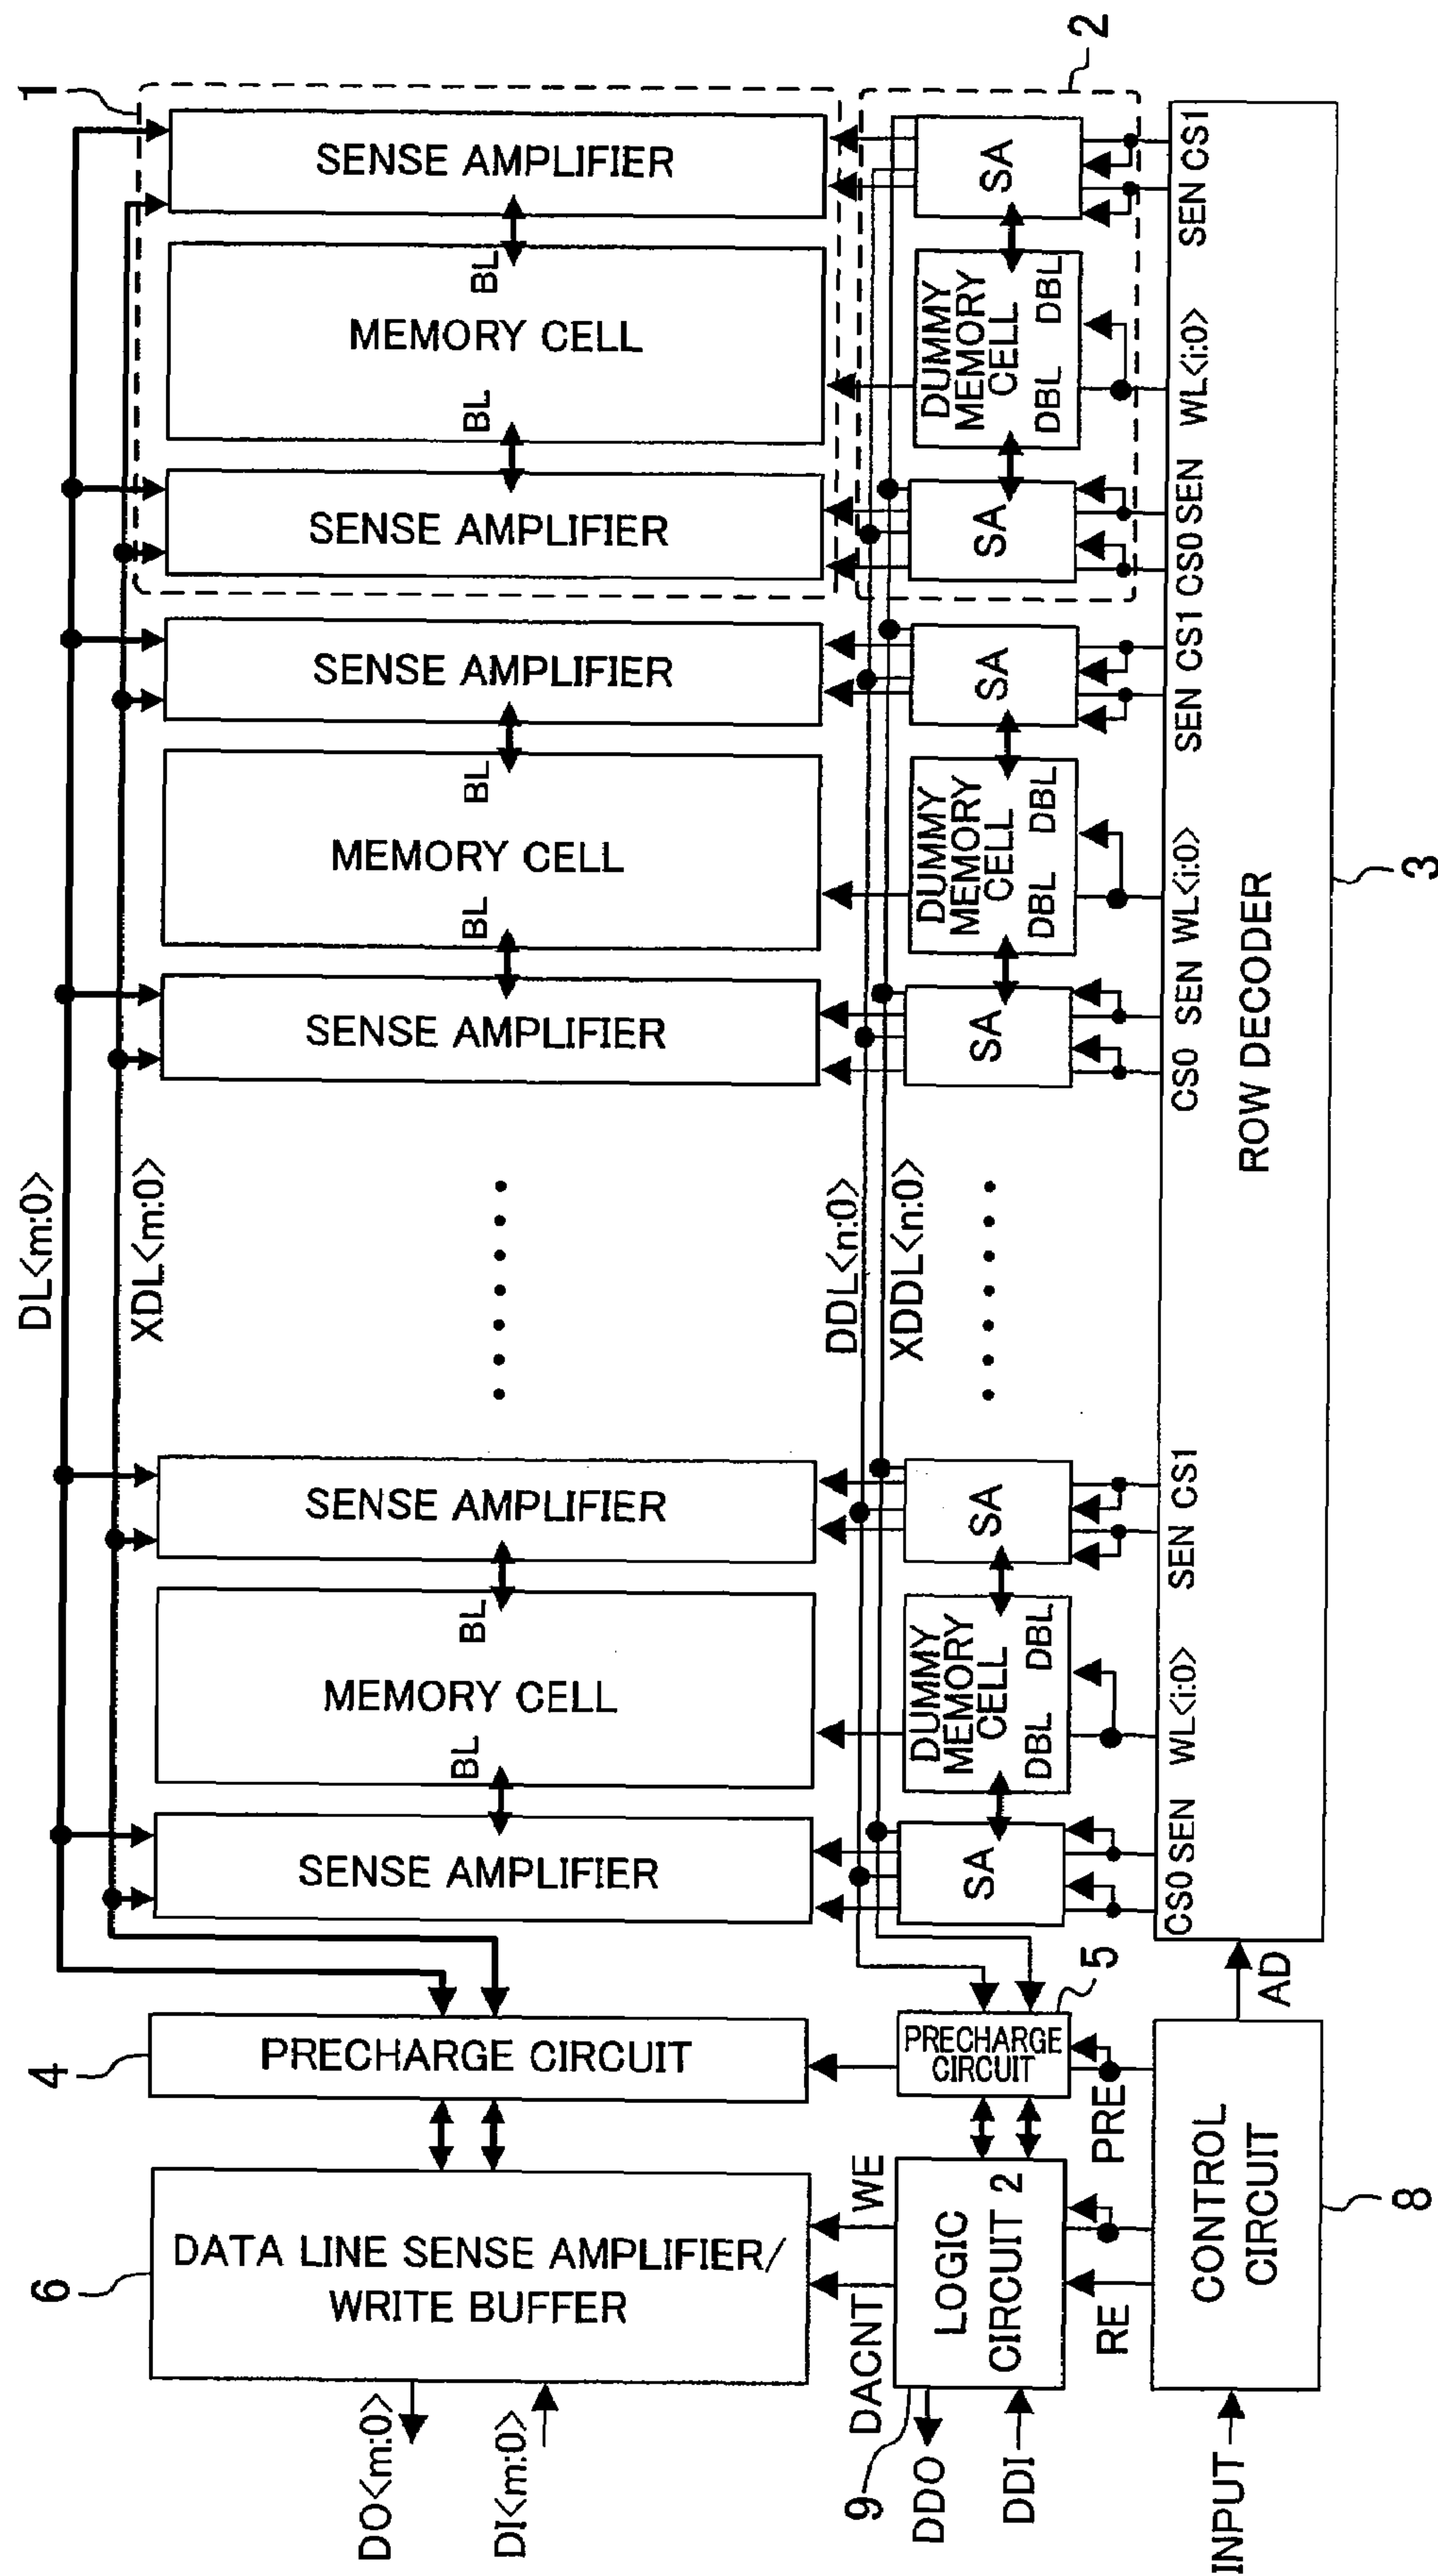 1
2
DL<m:0>
XDL<m:0>
SENSE AMPLIFIER
BL
MEMORY CELL
BL
SENSE AMPLIFIER
SENSE AMPLIFIER
BL
MEMORY CELL
BL
SENSE AMPLIFIER
SENSE AMPLIFIER
BL
MEMORY CELL
BL
SENSE AMPLIFIER
4
PRECHARGE CIRCUIT
6
DATA LINE SENSE AMPLIFIER/
WRITE BUFFER
DO<m:0>
DI<m:0>
DDL<n:0>
XDDL<n:0>
SA
DUMMY
MEMORY
CELL
DBL DBL
SA
SA
DUMMY
MEMORY
CELL
DBL DBL
SA
SA
DUMMY
MEMORY
CELL
DBL DBL
SA
5
PRECHARGE
CIRCUIT
PRE
WE
DACNT
LOGIC
CIRCUIT 2
RE
9
DDO
DDI
CS0 SEN WL<i:0> SEN CS1
CS0 SEN WL<i:0> SEN CS1
CS0 SEN WL<i:0> SEN CS1
ROW DECODER
3
AD
CONTROL
CIRCUIT
8
INPUT